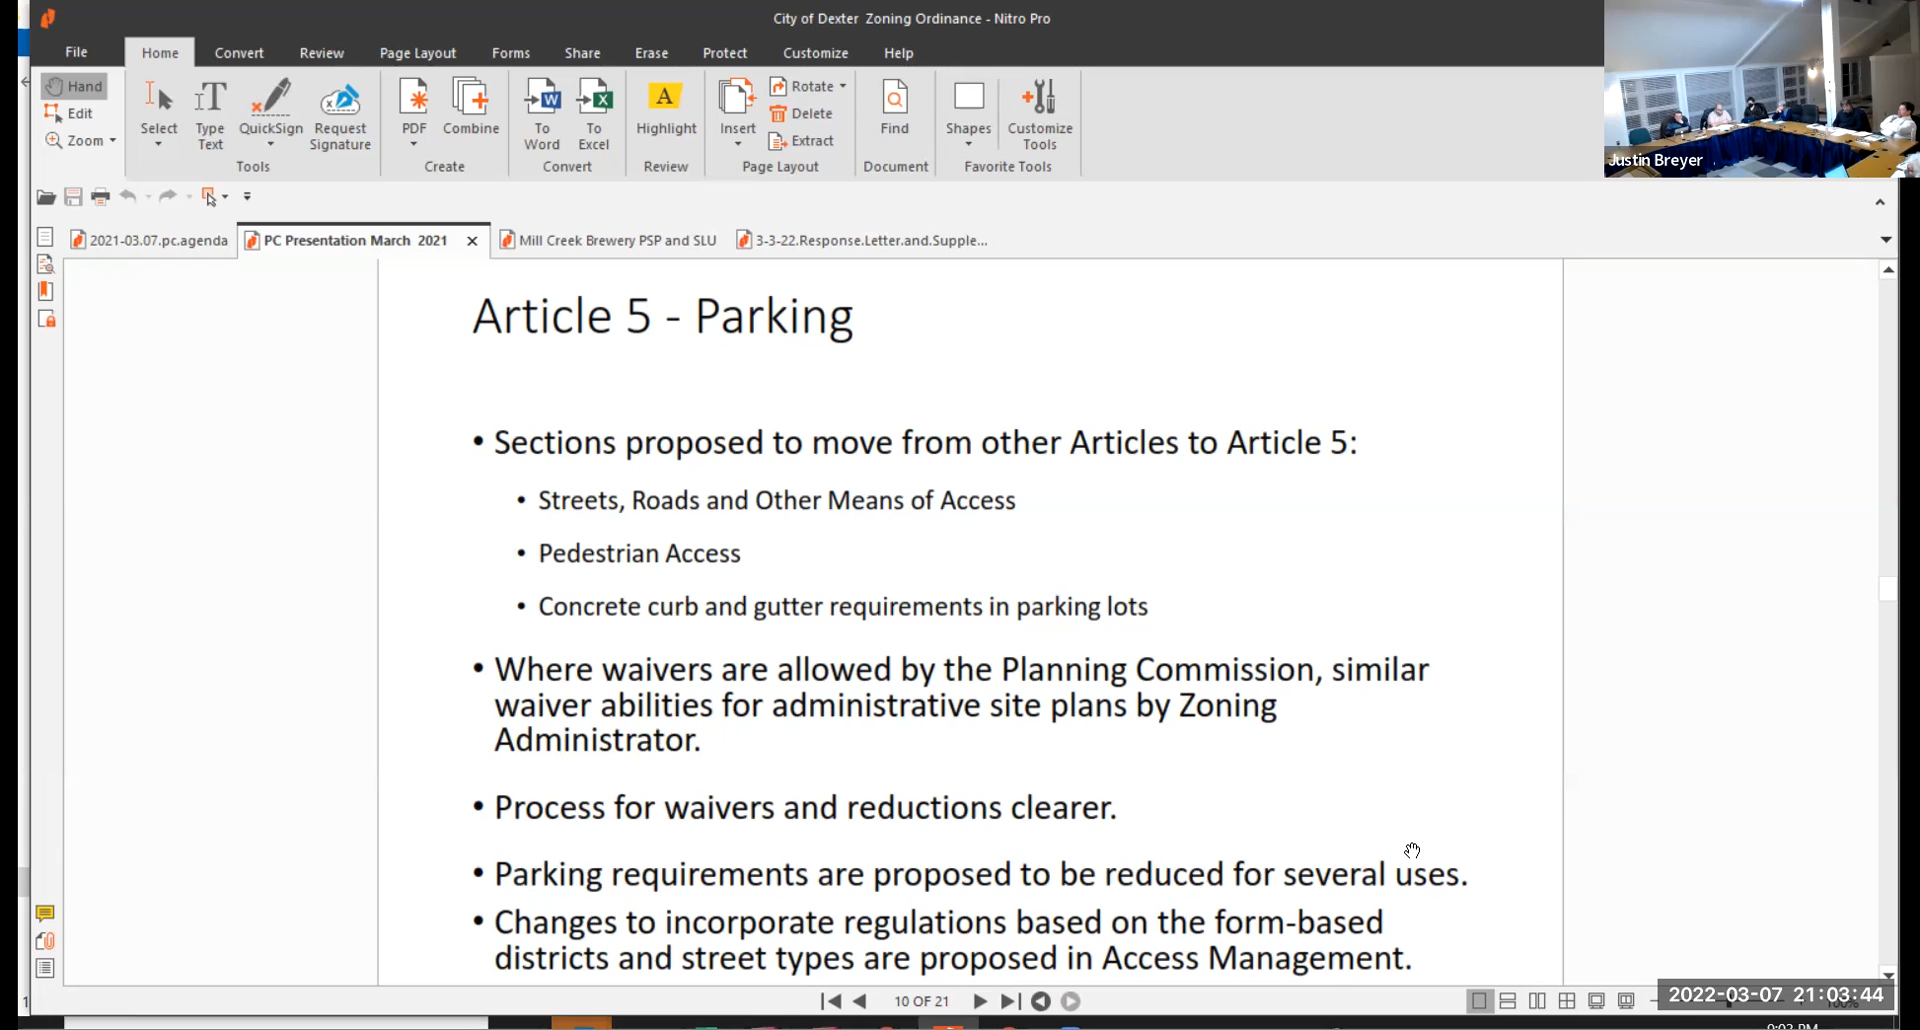 City of Dexter Zoning Ordinance - Nitro Pro
File
Home
Convert
Review
Page Layout
Forms
Share
Erase
Protect
Customize
Help
Hand
Edit
Zoom
Select
Type
Text
QuickSign
Request
Signature
Tools
PDF
Combine
Create
To
Word
To
Excel
Convert
Highlight
Review
Insert
Rotate
Delete
Extract
Page Layout
Find
Document
Shapes
Customize
Tools
Favorite Tools
Justin Breyer
2021-03.07.pc.agenda
PC Presentation March 2021
Mill Creek Brewery PSP and SLU
3-3-22.Response.Letter.and.Supple...
Article 5 - Parking
• Sections proposed to move from other Articles to Article 5:
• Streets, Roads and Other Means of Access
• Pedestrian Access
• Concrete curb and gutter requirements in parking lots
• Where waivers are allowed by the Planning Commission, similar
waiver abilities for administrative site plans by Zoning
Administrator.
• Process for waivers and reductions clearer.
• Parking requirements are proposed to be reduced for several uses.
• Changes to incorporate regulations based on the form-based
districts and street types are proposed in Access Management.
10 OF 21
2022-03-07 21:03:44